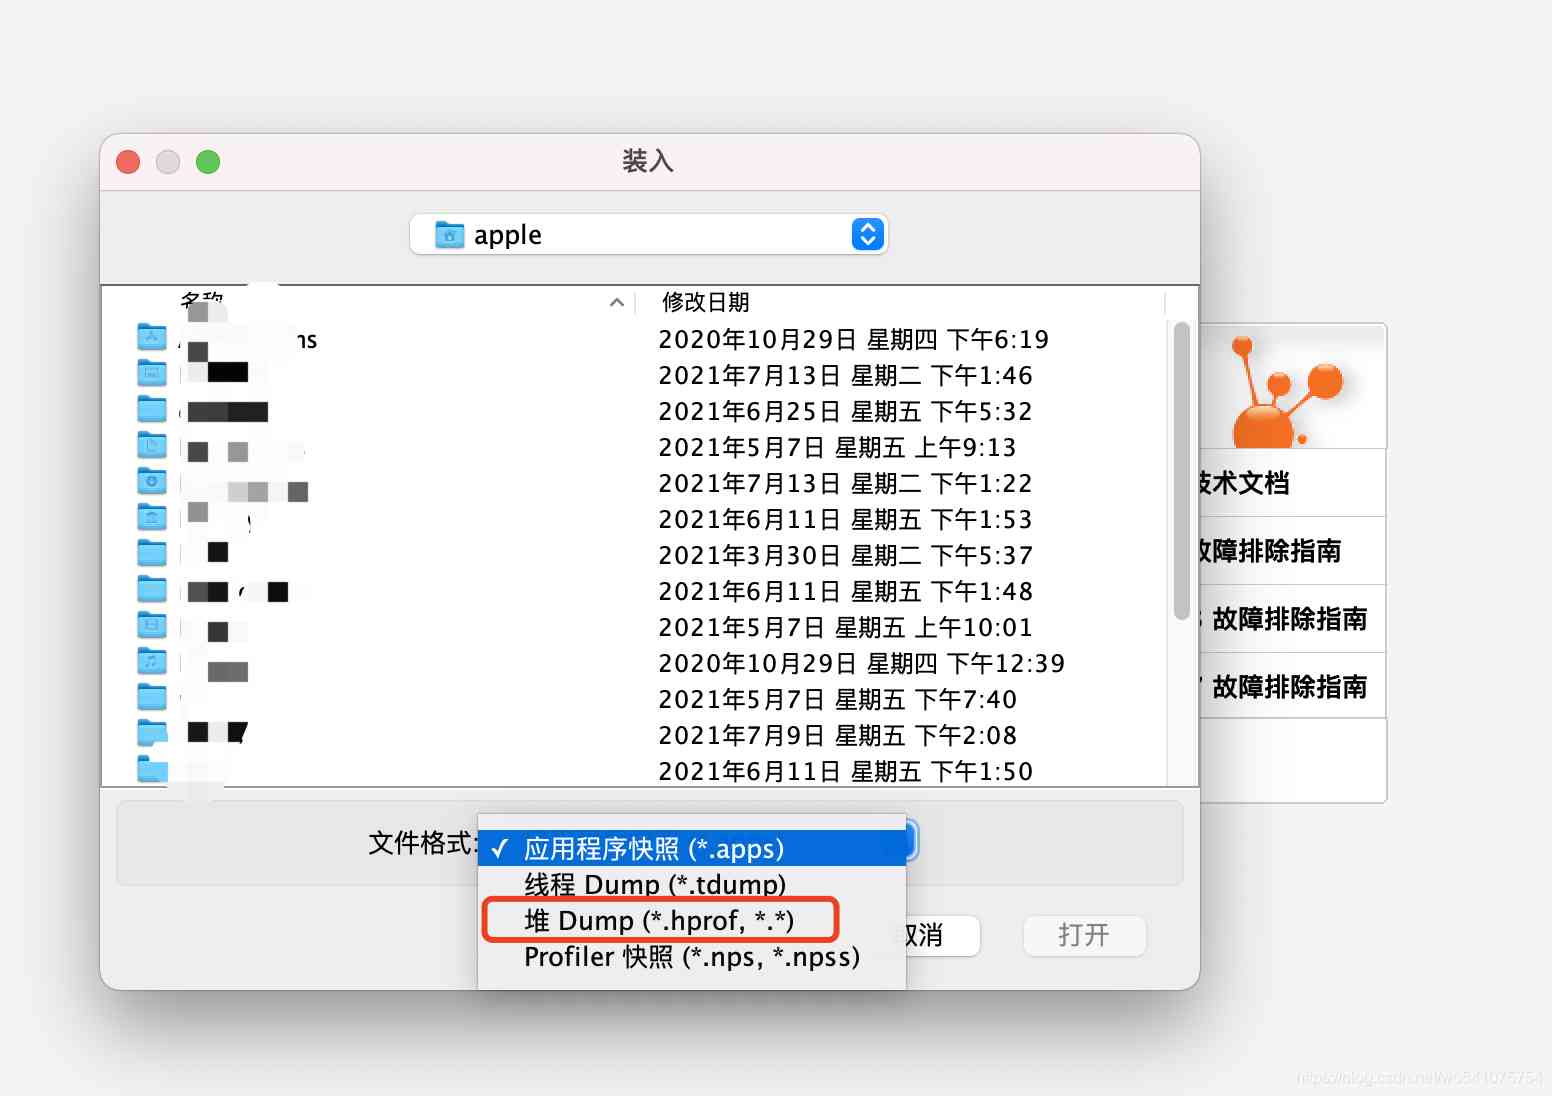 装入
apple
名称 修改日期
2020年10月29日 星期四 下午6:19
2021年7月13日 星期二 下午1:46
2021年6月25日 星期五 下午5:32
2021年5月7日 星期五 上午9:13
2021年7月13日 星期二 下午1:22
2021年6月11日 星期五 下午1:53
2021年3月30日 星期二 下午5:37
2021年6月11日 星期五 下午1:48
2021年5月7日 星期五 上午10:01
2020年10月29日 星期四 下午12:39
2021年5月7日 星期五 下午7:40
2021年7月9日 星期五 下午2:08
2021年6月11日 星期五 下午1:50
技术文档
故障排除指南
故障排除指南
故障排除指南
文件格式:
✓ 应用程序快照 (*.apps)
线程 Dump (*.tdump)
堆 Dump (*.hprof, *.*)
Profiler 快照 (*.nps, *.npss)
取消
打开